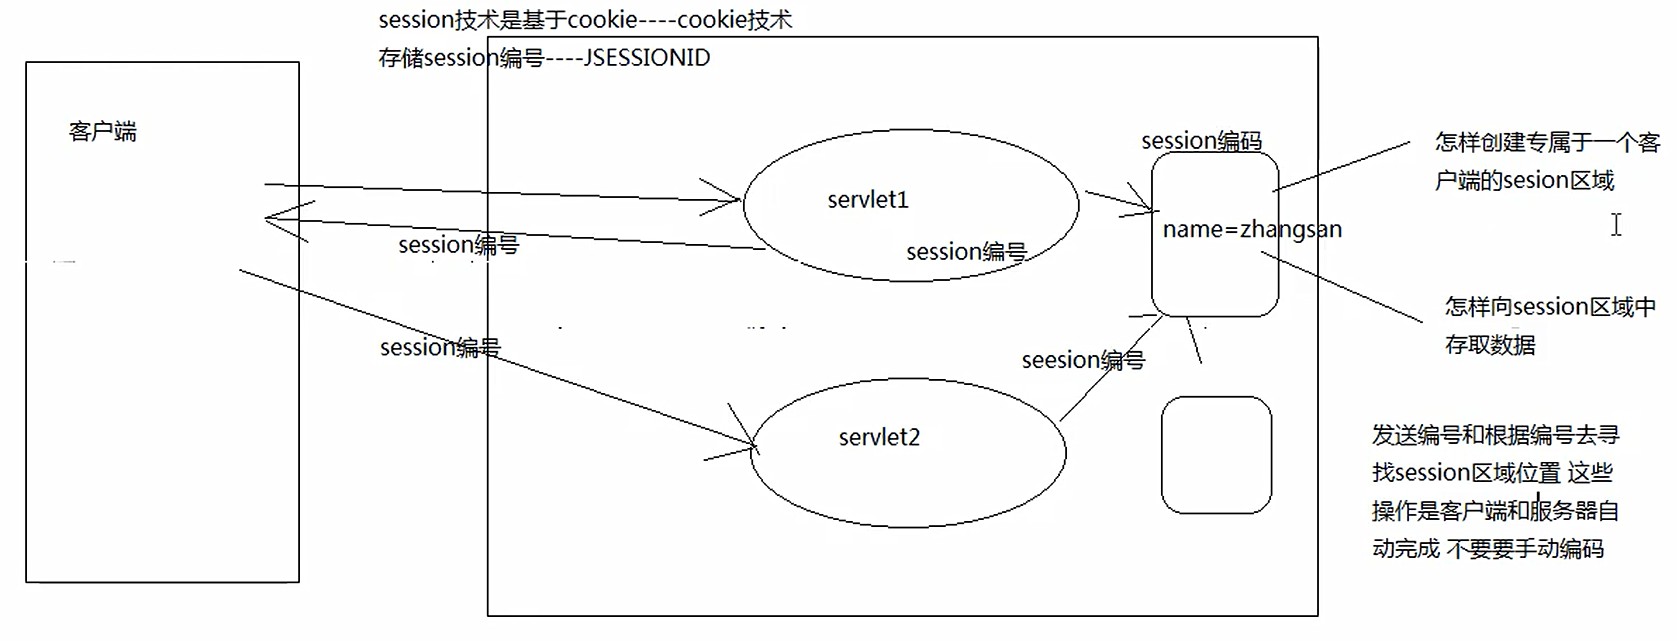 session技术是基于cookie----cookie技术
存储session编号----JSESSIONID
客户端
session编码
怎样创建专属于一个客
户端的sesion区域
servlet1
name=zhangsan
session编号
session编号
怎样向session区域中
存取数据
session编号
seesion编号
servlet2
发送编号和根据编号去寻
找session区域位置 这些
操作是客户端和服务器自
动完成 不要要手动编码